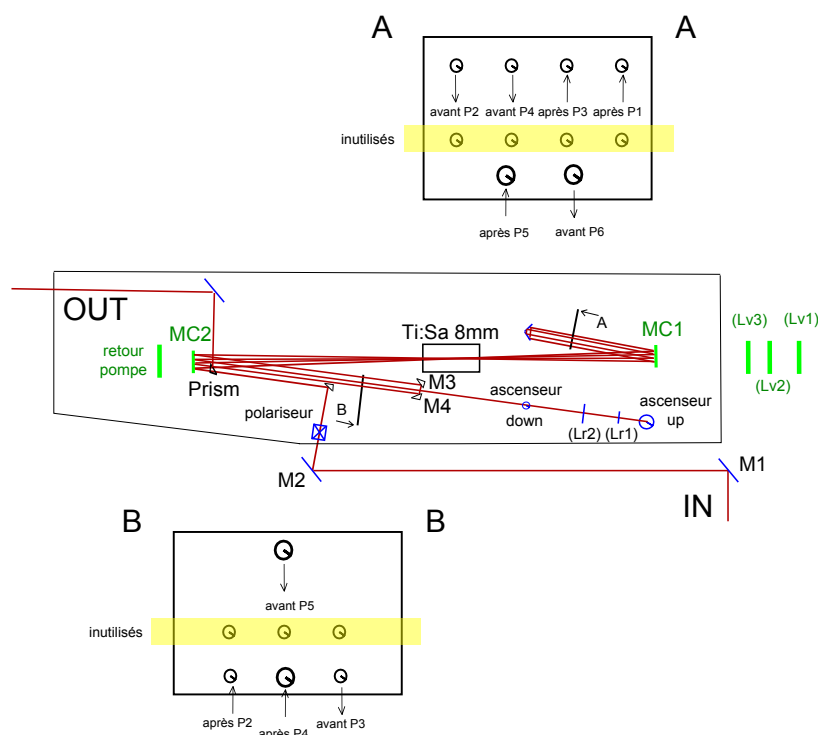 A A
avant P2 avant P4 après P3 après P1
inutilisés
après P5 avant P6
OUT
Ti:Sa 8mm
A
MC2
MC1
(Lv3) (Lv1)
retour
pompe
(Lv2)
Prism
M3
M4
ascenseur
down
ascenseur
up
polariseur
B
(Lr2) (Lr1)
M2
M1
IN
B B
avant P5
inutilisés
après P2 après P4 avant P3